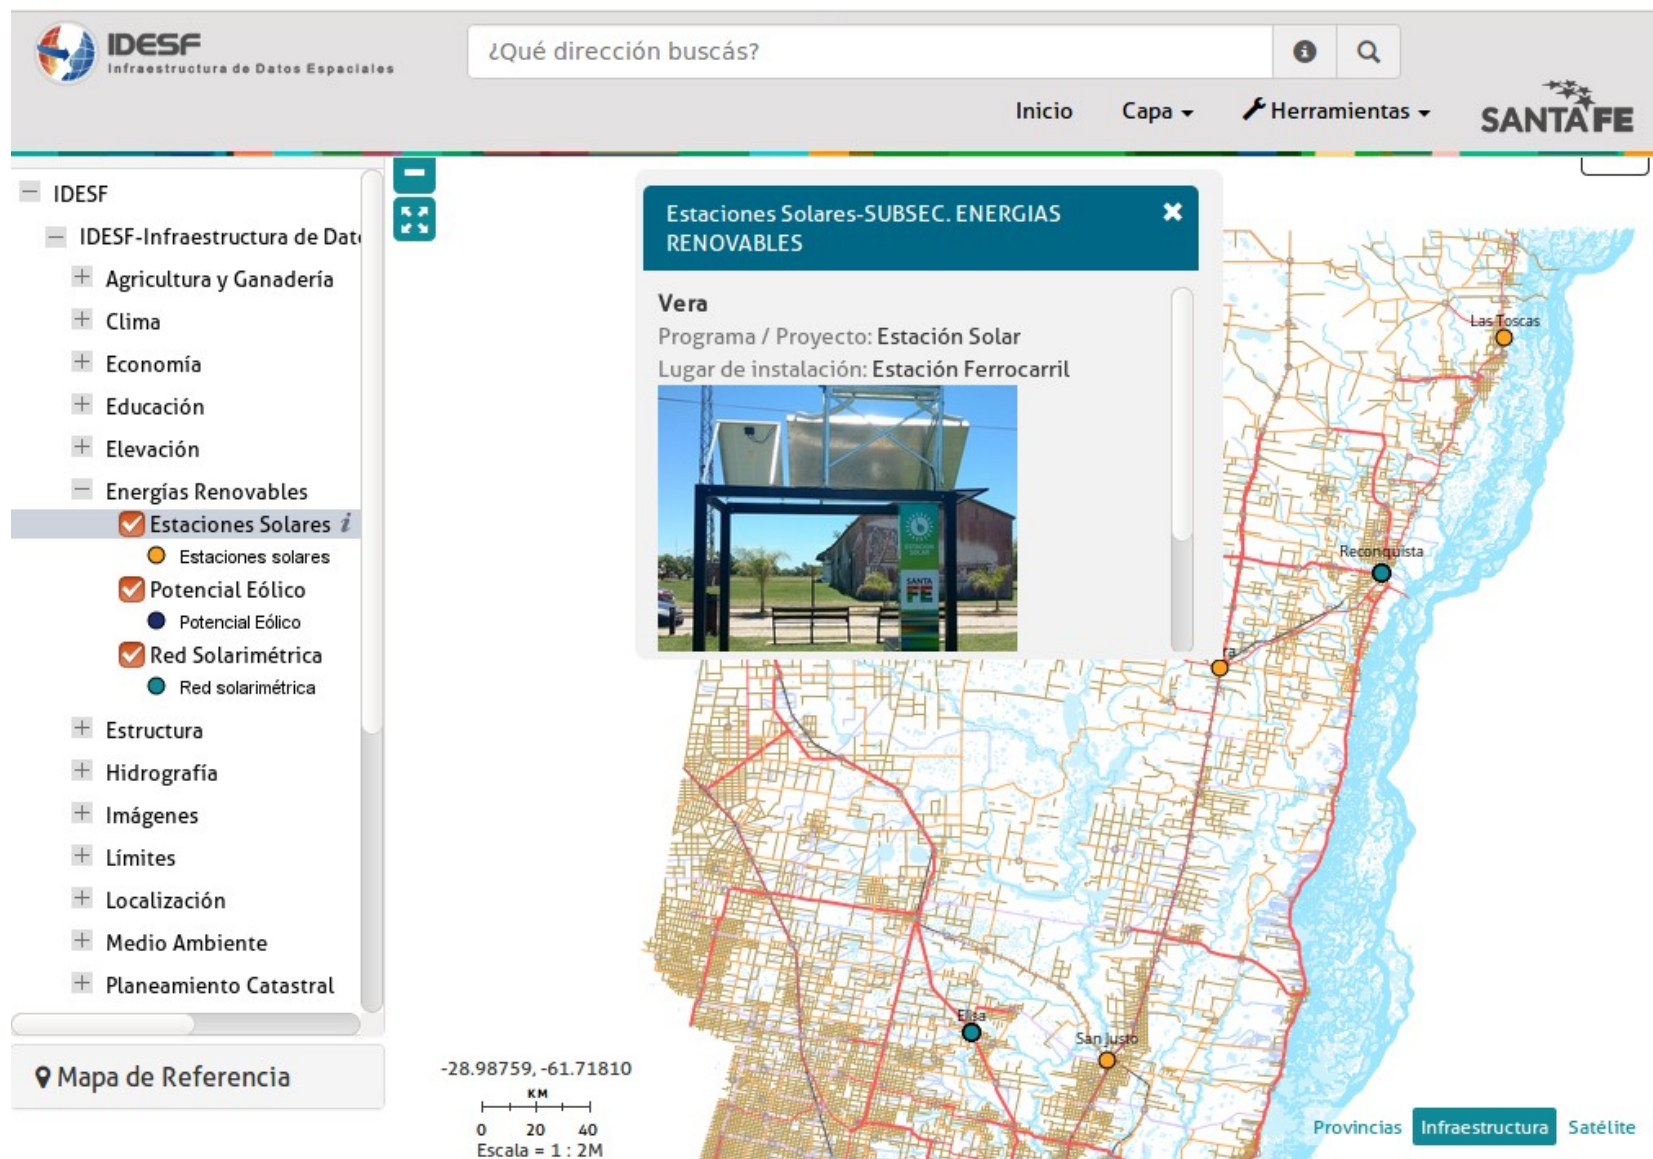 IDESF
Infraestructura de Datos Espaciales
¿Qué dirección buscás?
Inicio
Capa
Herramientas
SANTA FE
IDESF
IDESF-Infraestructura de Dat
Agricultura y Ganadería
Clima
Economía
Educación
Elevación
Energías Renovables
Estaciones Solares i
Estaciones solares
Potencial Eólico
Potencial Eólico
Red Solarimétrica
Red solarimétrica
Estructura
Hidrografía
Imágenes
Límites
Localización
Medio Ambiente
Planeamiento Catastral
Mapa de Referencia
Estaciones Solares-SUBSEC. ENERGIAS
RENOVABLES
Vera
Programa / Proyecto: Estación Solar
Lugar de instalación: Estación Ferrocarril
ESTACION
SOLAR
SANTA
FE
Las Toscas
Reconquista
ra
Elisa
San Justo
-28.98759, -61.71810
KM
0 20 40
Escala = 1 : 2M
Provincias
Infraestructura
Satélite